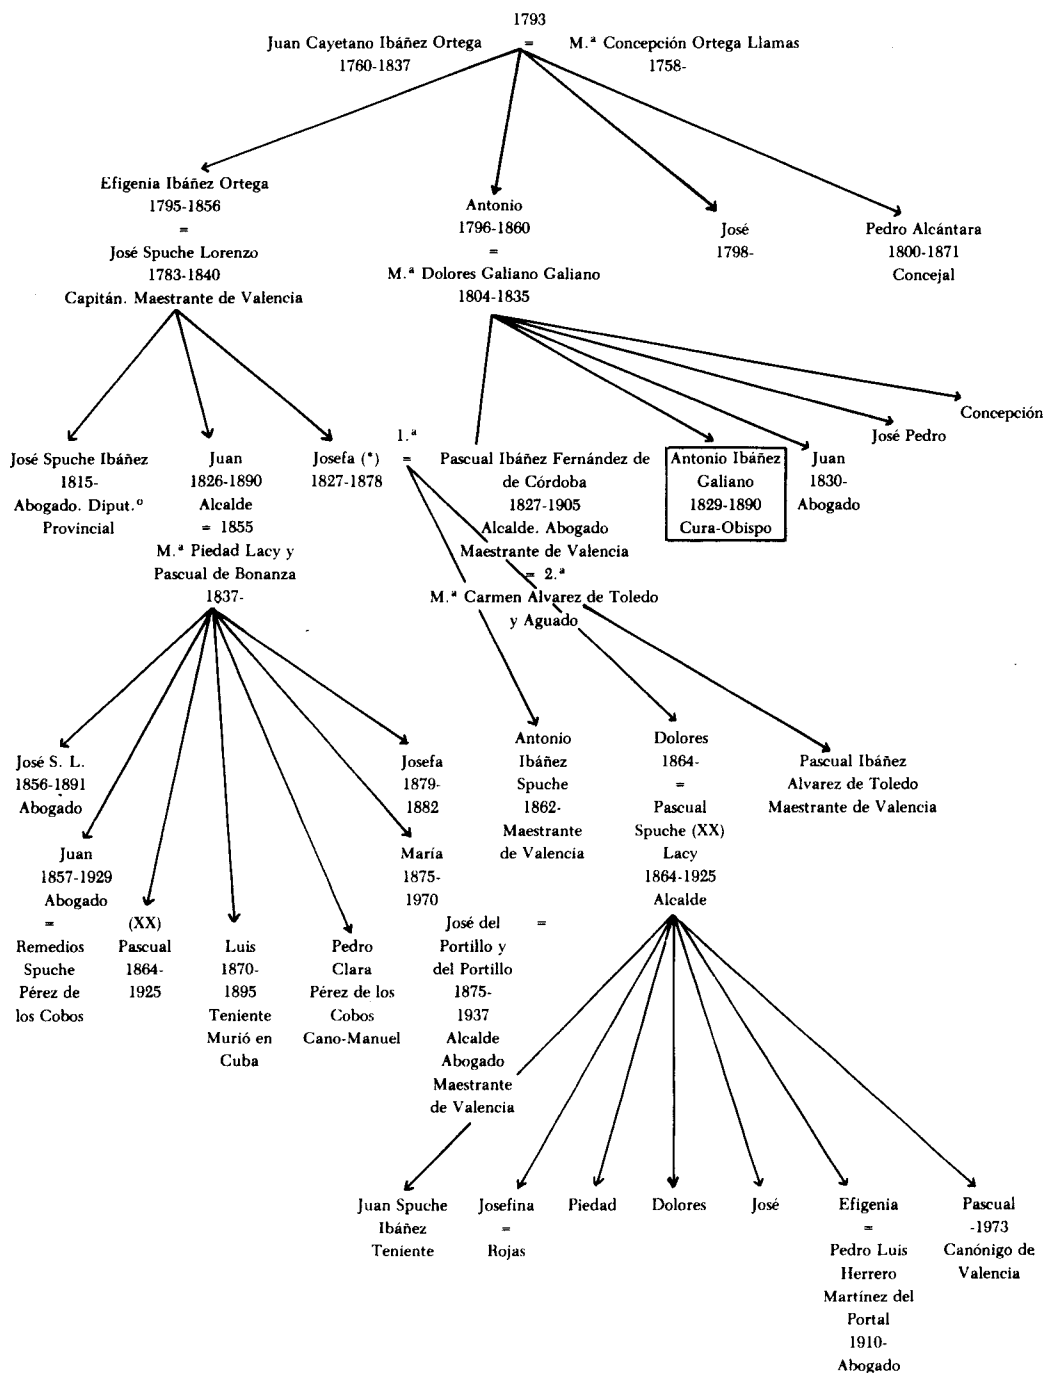 1793
Juan Cayetano Ibáñez Ortega = M.ª Concepción Ortega Llamas
1760-1837 1758-
Efigenia Ibáñez Ortega
1795-1856
=
José Spuche Lorenzo
1783-1840
Capitán. Maestrante de Valencia
Antonio
1796-1860
=
M.ª Dolores Galiano Galiano
1804-1835
José
1798-
Pedro Alcántara
1800-1871
Concejal
José Spuche Ibáñez
1815-
Abogado. Diput.º
Provincial
Juan
1826-1890
Alcalde
= 1855
M.ª Piedad Lacy y
Pascual de Bonanza
1837-
Josefa (*)
1827-1878
1.ª
=
Pascual Ibáñez Fernández de
de Córdoba
1827-1905
Alcalde. Abogado
Maestrante de Valencia
= 2.ª
M.ª Carmen Alvarez de Toledo
y Aguado
Antonio Ibáñez
Galiano
1829-1890
Cura-Obispo
Juan
1830-
Abogado
José Pedro
Concepción
José S. L.
1856-1891
Abogado
Juan
1857-1929
Abogado
=
Remedios
Spuche
Pérez de
los Cobos
(XX)
Pascual
1864-
1925
Luis
1870-
1895
Teniente
Murió en
Cuba
Pedro
Clara
Pérez de los
Cobos
Cano-Manuel
Josefa
1879-
1882
María
1875-
1970
José del =
Portillo y
del Portillo
1875-
1937
Alcalde
Abogado
Maestrante
de Valencia
Antonio
Ibáñez
Spuche
1862-
Maestrante
de Valencia
Dolores
1864-
=
Pascual
Spuche (XX)
Lacy
1864-1925
Alcalde
Pascual Ibáñez
Alvarez de Toledo
Maestrante de Valencia
Juan Spuche
Ibáñez
Teniente
Josefina
=
Rojas
Piedad
Dolores
José
Efigenia
=
Pedro Luis
Herrero
Martínez del
Portal
1910-
Abogado
Pascual
-1973
Canónigo de
Valencia